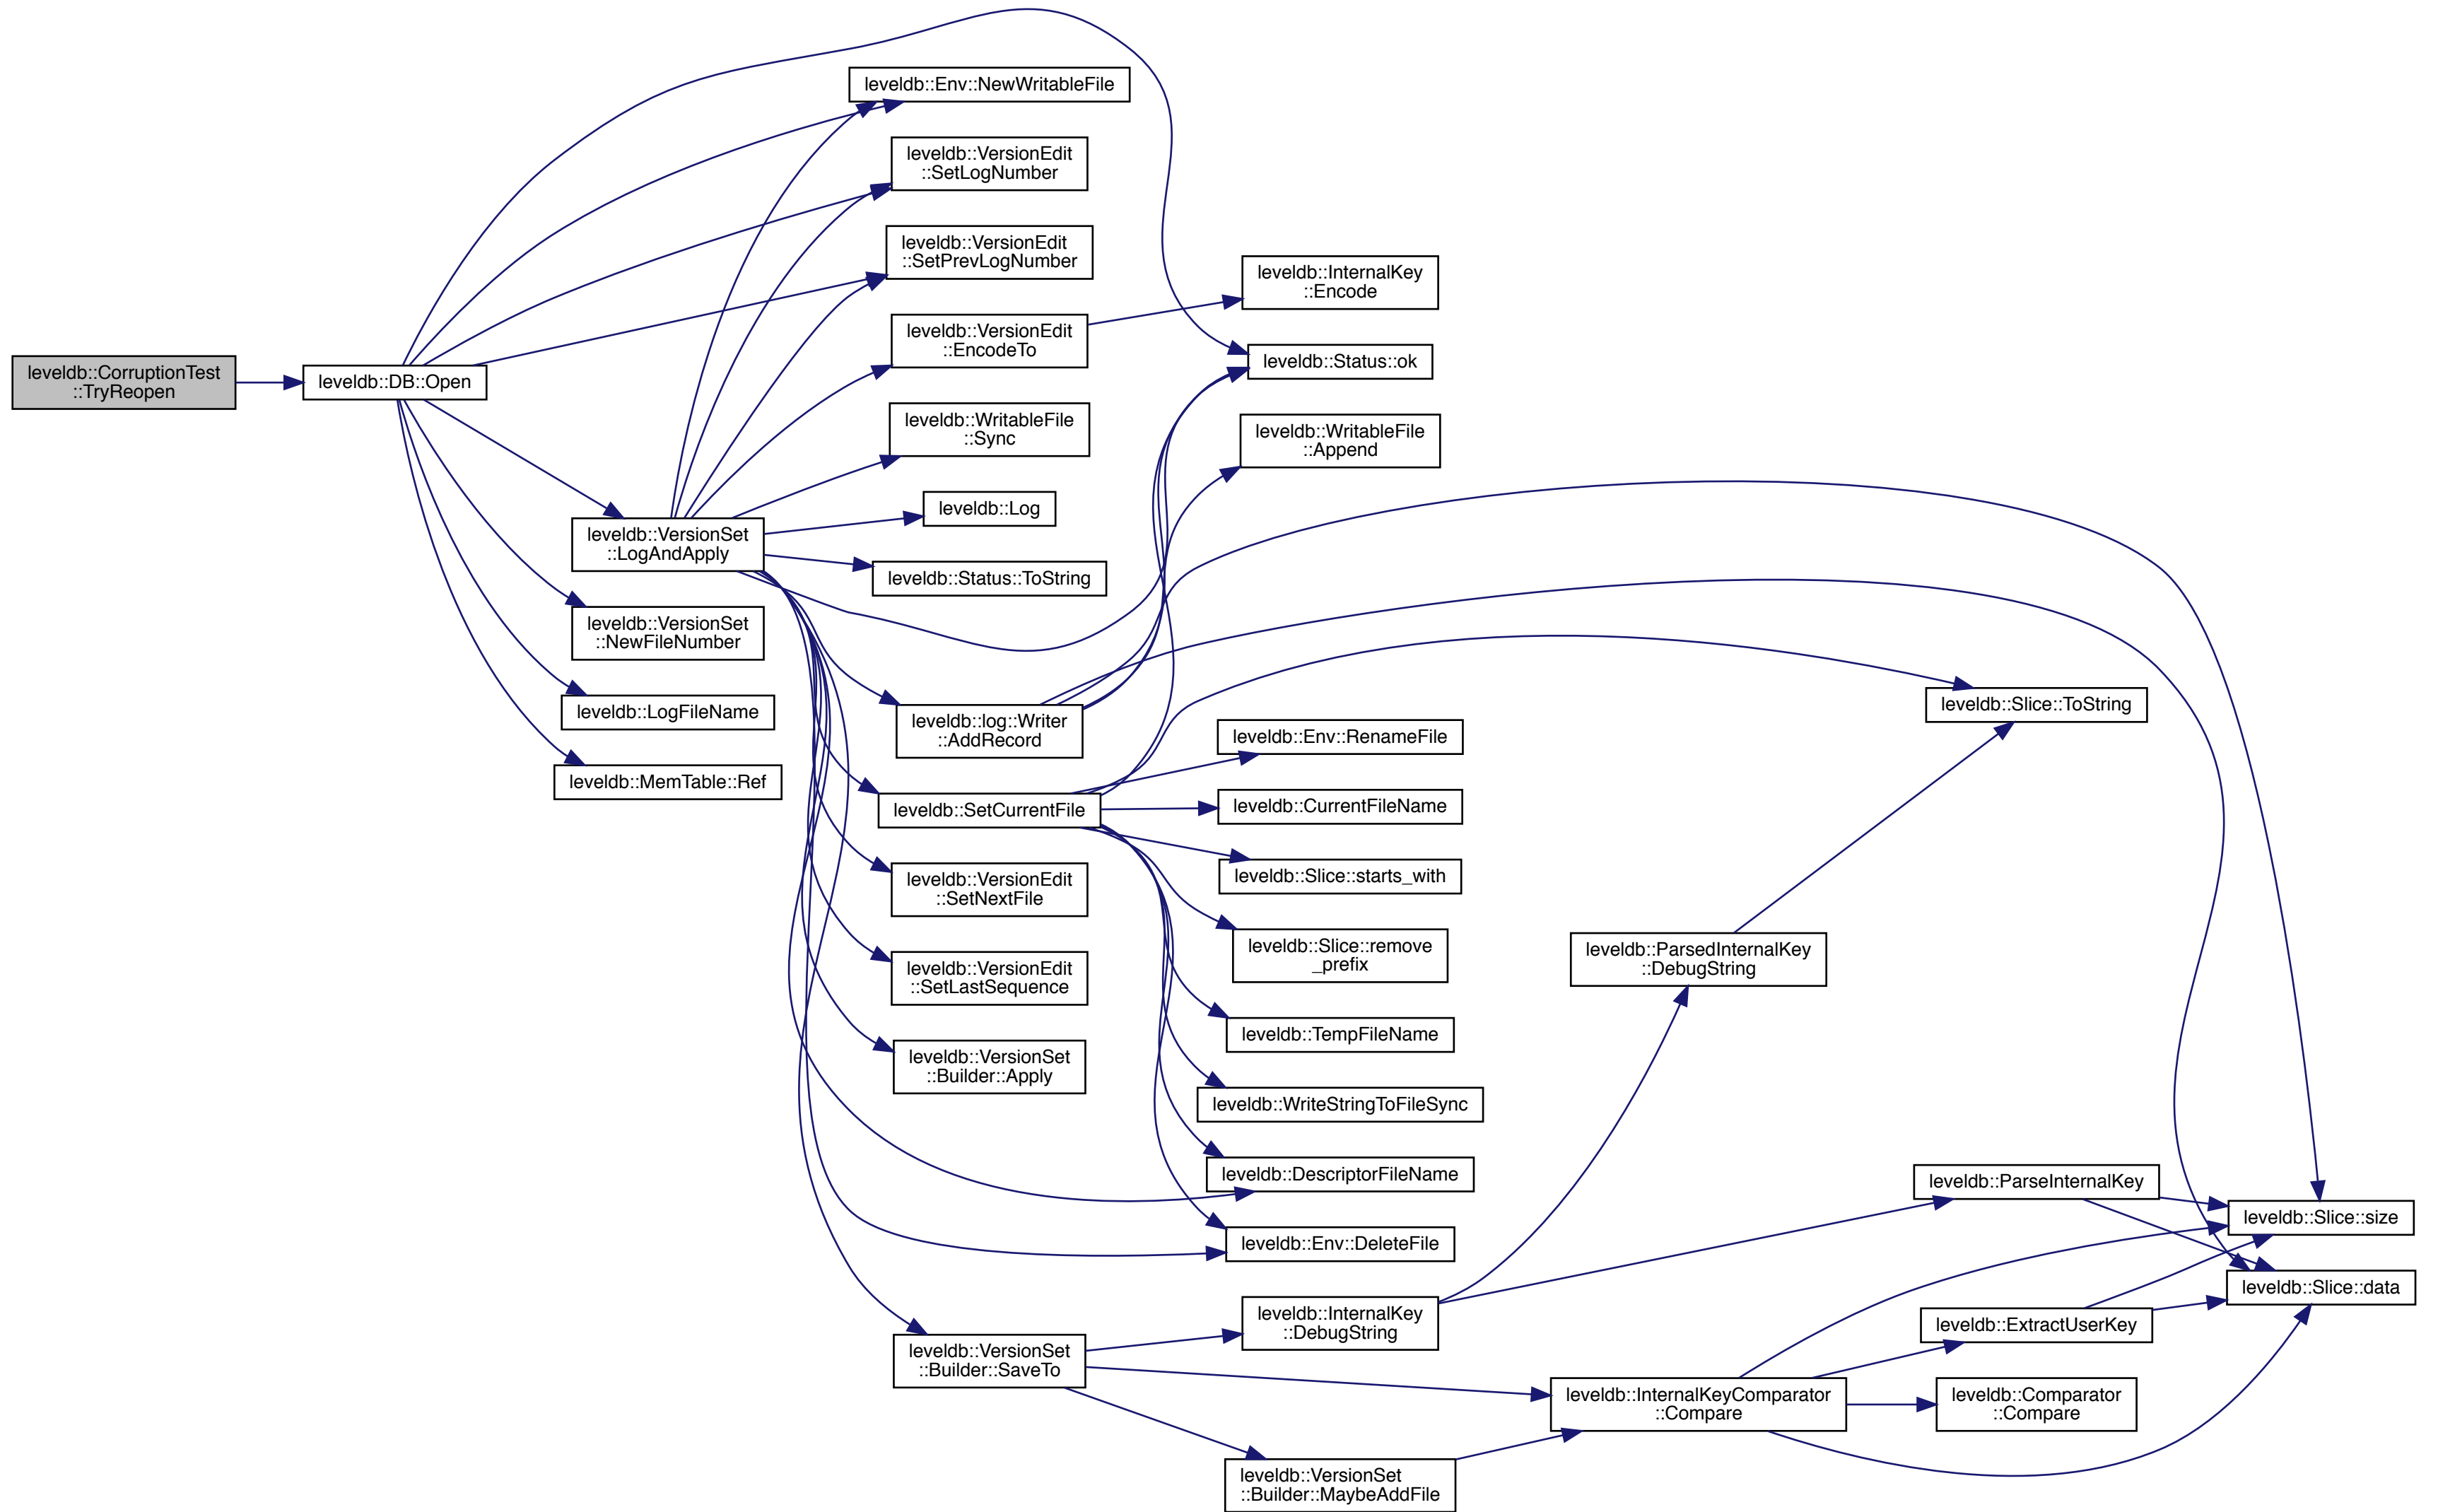 leveldb::CorruptionTest
::TryReopen
leveldb::DB::Open
leveldb::VersionSet
::LogAndApply
leveldb::VersionSet
::NewFileNumber
leveldb::LogFileName
leveldb::MemTable::Ref
leveldb::Env::NewWritableFile
leveldb::VersionEdit
::SetLogNumber
leveldb::VersionEdit
::SetPrevLogNumber
leveldb::VersionEdit
::EncodeTo
leveldb::WritableFile
::Sync
leveldb::Log
leveldb::Status::ToString
leveldb::log::Writer
::AddRecord
leveldb::SetCurrentFile
leveldb::VersionEdit
::SetNextFile
leveldb::VersionEdit
::SetLastSequence
leveldb::VersionSet
::Builder::Apply
leveldb::VersionSet
::Builder::SaveTo
leveldb::InternalKey
::Encode
leveldb::Status::ok
leveldb::WritableFile
::Append
leveldb::Env::RenameFile
leveldb::CurrentFileName
leveldb::Slice::starts_with
leveldb::Slice::remove
_prefix
leveldb::TempFileName
leveldb::WriteStringToFileSync
leveldb::DescriptorFileName
leveldb::Env::DeleteFile
leveldb::InternalKey
::DebugString
leveldb::VersionSet
::Builder::MaybeAddFile
leveldb::ParsedInternalKey
::DebugString
leveldb::InternalKeyComparator
::Compare
leveldb::Slice::ToString
leveldb::ParseInternalKey
leveldb::ExtractUserKey
leveldb::Comparator
::Compare
leveldb::Slice::size
leveldb::Slice::data